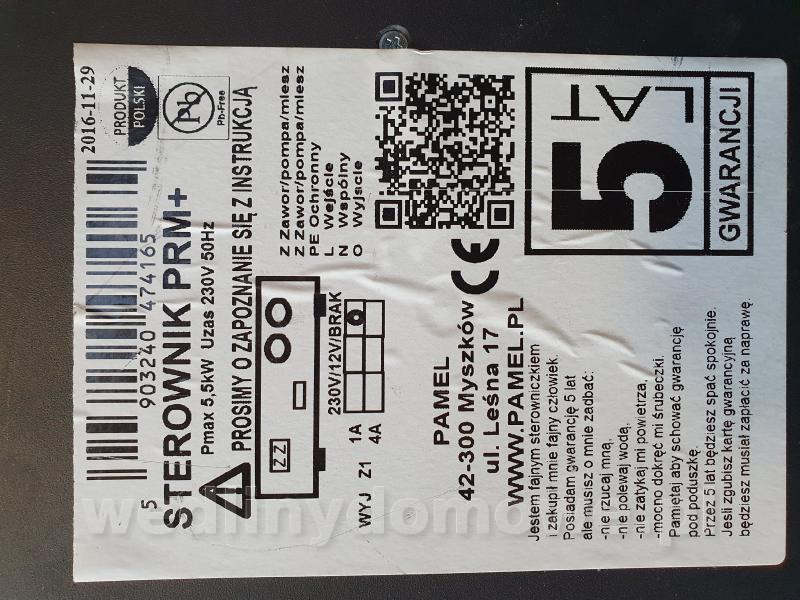 2016-11-29
PRODUKT
POLSKI
Pb
Pb-Free
5 903240 474165
STEROWNIK PRM+
Pmax 5,5kW Uzas 230V 50Hz
PROSIMY O ZAPOZNANIE SIĘ Z INSTRUKCJĄ
Z Zawor/pompa/miesz
Z Zawor/pompa/miesz
PE Ochronny
L Wejście
N Wspólny
O Wyjscie
ZZ
230V/12V/BRAK
1A
WYJ Z1 4A
5
LAT
GWARANCJI
CE
PAMEL
42-300 Myszków
ul. Leśna 17
WWW.PAMEL.PL
Jestem fajnym sterowniczkiem
i zakupił mnie fajny człowiek.
Posiadam gwarancję 5 lat
ale musisz o mnie zadbać:
-nie rzucaj mną,
-nie polewaj wodą,
-nie zatykaj mi powietrza,
-mocno dokręć mi śrubeczki.
Pamiętaj aby schować gwarancję
pod poduszkę.
Przez 5 lat będziesz spać spokojnie.
Jesli zgubisz kartę gwarancyjną
będziesz musiał zapłacić za naprawę.
wedlinydomo